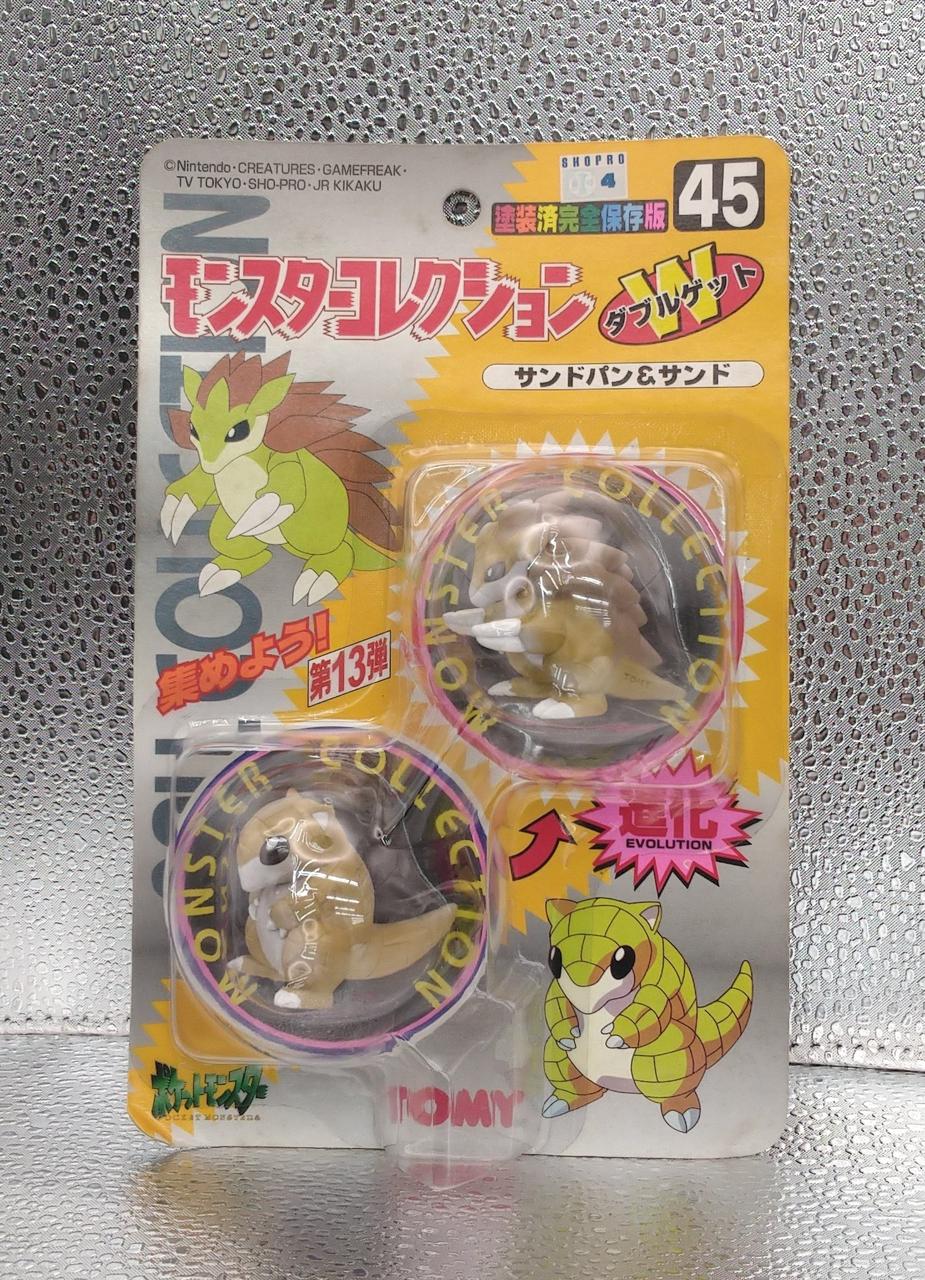 ©Nintendo・CREATURES・GAMEFREAK・
TV TOKYO・SHO-PRO・JR KIKAKU
SHOPRO
4
塗装済完全保存版
45
モンスターコレクション
W
ダブルゲット
サンドパン&サンド
MONSTER COLLECTION
TOMY
集めよう!
第13弾
進化
EVOLUTION
MONSTER COLLECTION
ポケットモンスター
POCKET MONSTERS
TOMY